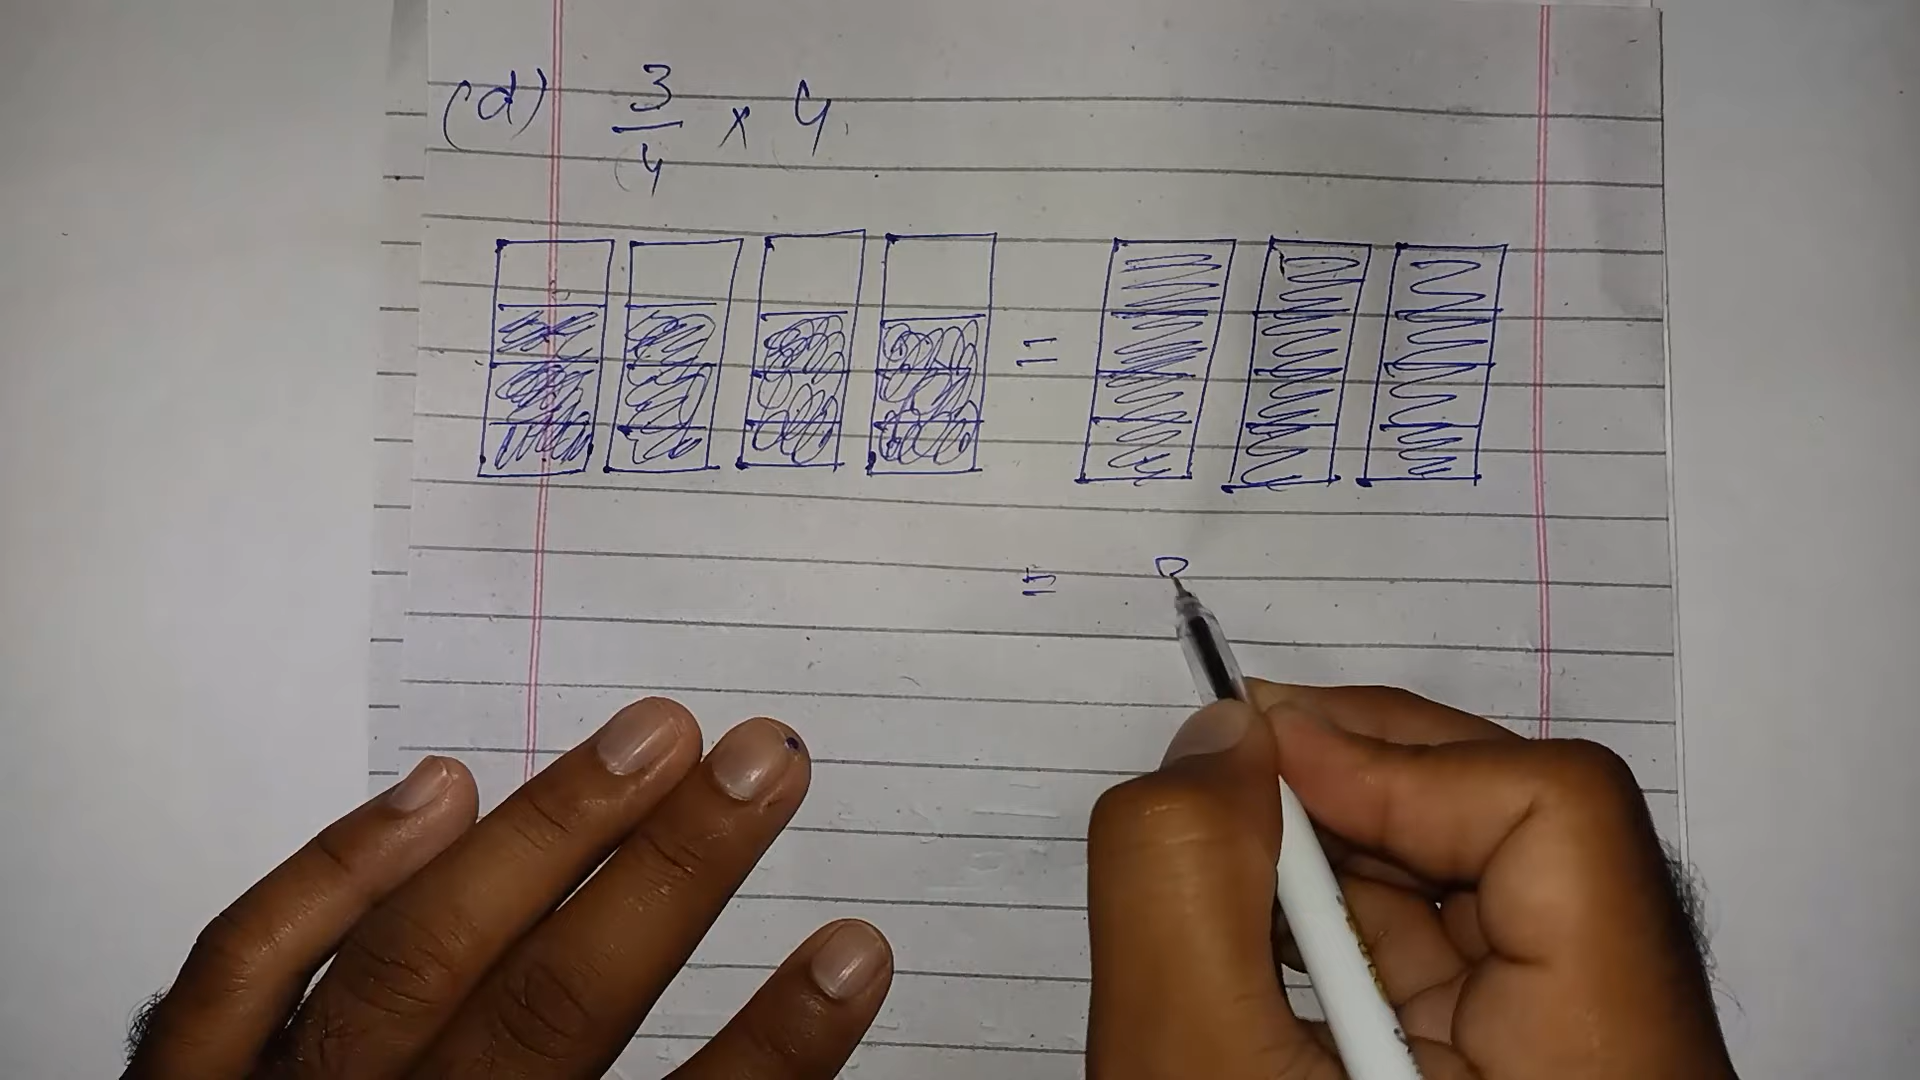 (d) 3/4 × 4
=
=